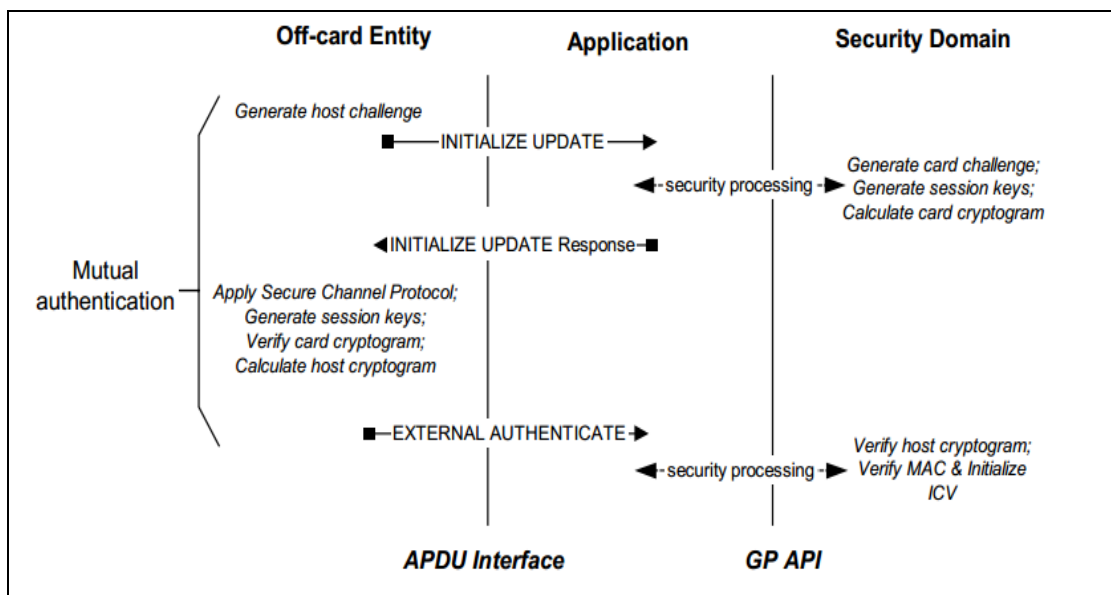 Off-card Entity
Application
Security Domain
Generate host challenge
INITIALIZE UPDATE
security processing
Generate card challenge;
Generate session keys;
Calculate card cryptogram
INITIALIZE UPDATE Response
Mutual
authentication
Apply Secure Channel Protocol;
Generate session keys;
Verify card cryptogram;
Calculate host cryptogram
EXTERNAL AUTHENTICATE
security processing
Verify host cryptogram;
Verify MAC & Initialize
ICV
APDU Interface
GP API